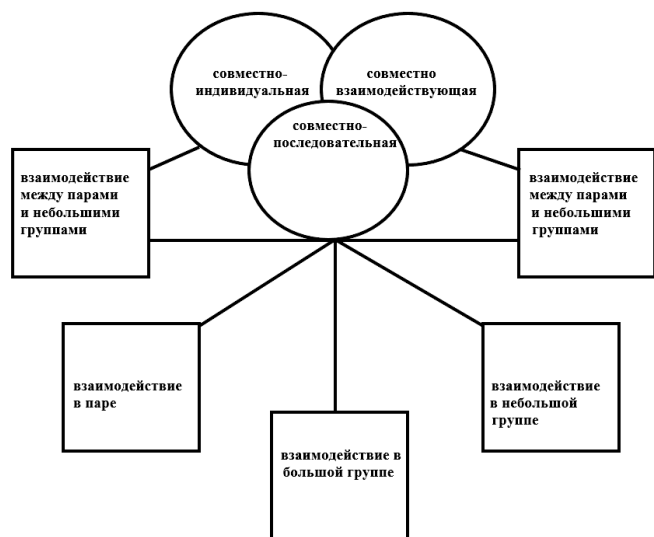 совместно-
индивидуальная
совместно
взаимодействующая
совместно-
последовательная
взаимодействие
между парами
и небольшими
группами
взаимодействие
между парами
и небольшими
группами
взаимодействие
в паре
взаимодействие
в небольшой
группе
взаимодействие в
большой группе